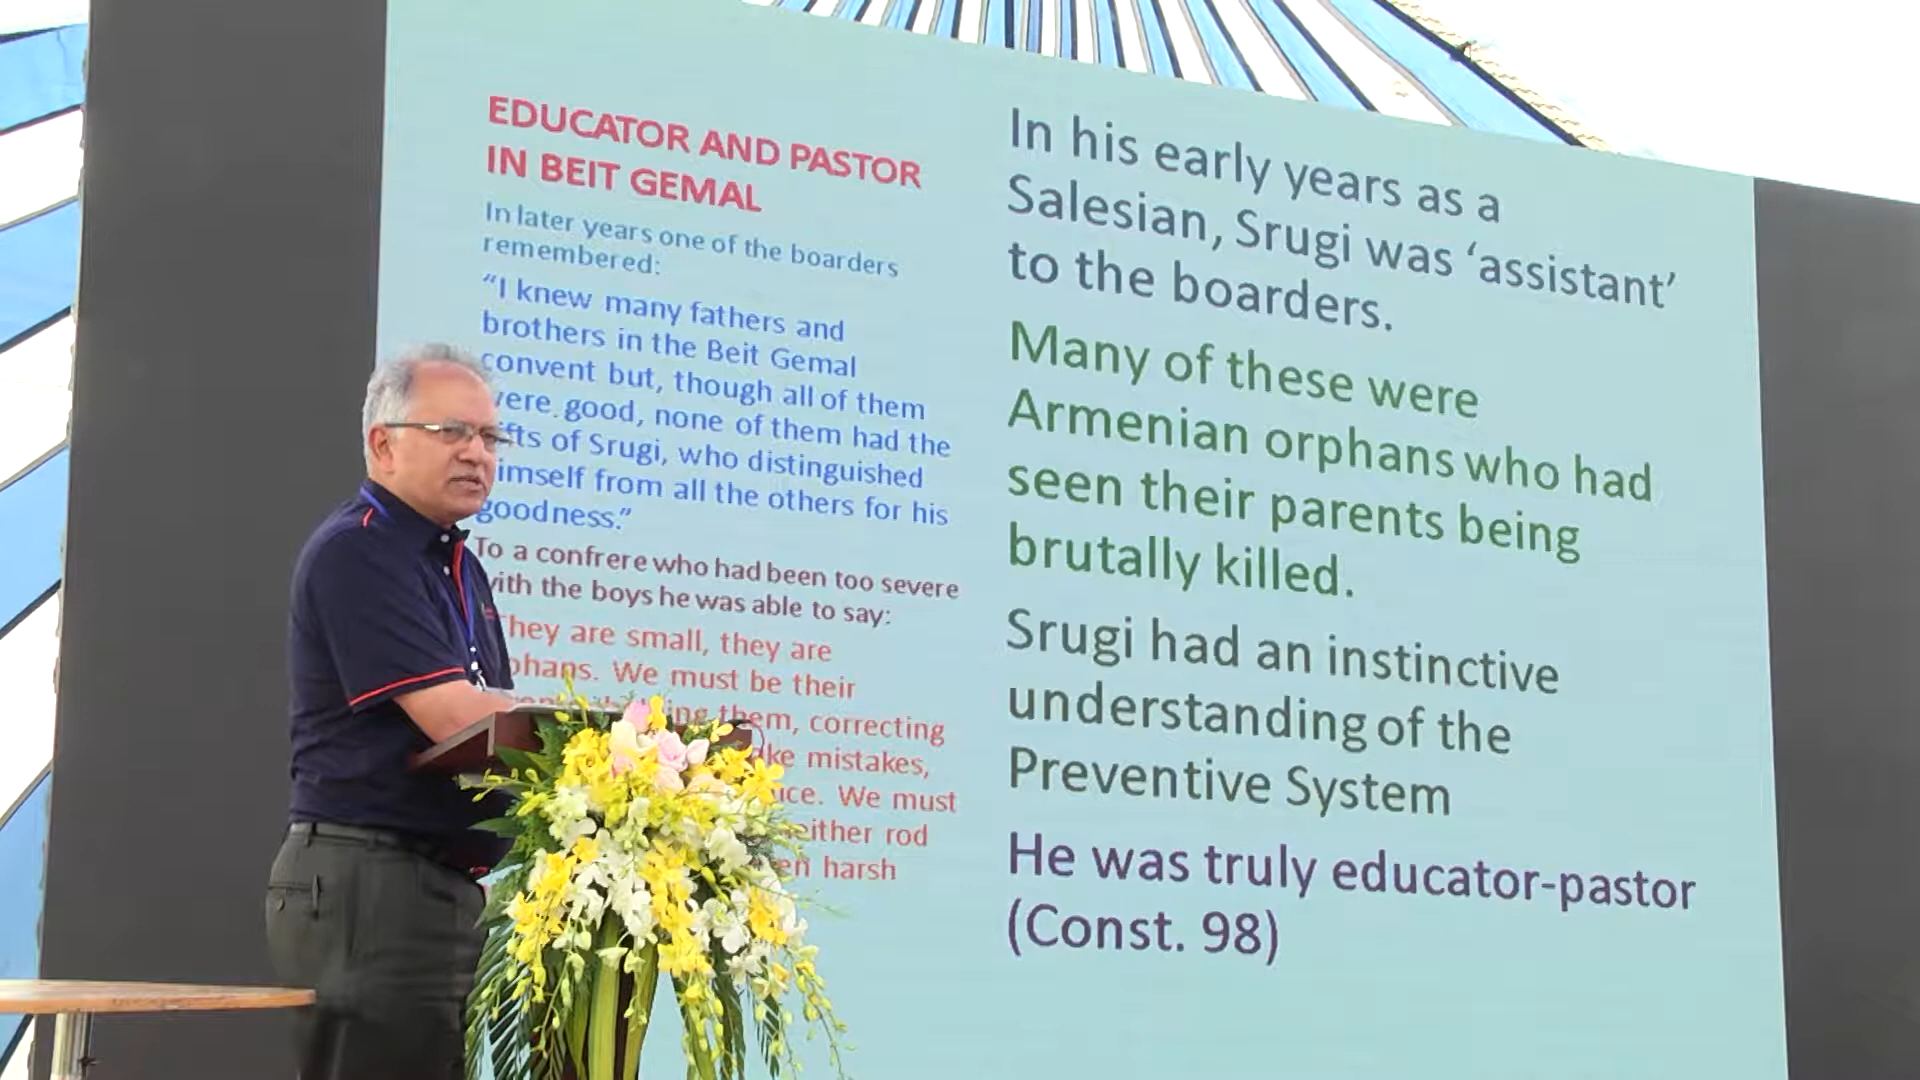 EDUCATOR AND PASTOR
IN BEIT GEMAL
In later years one of the boarders
remembered:
“I knew many fathers and
brothers in the Beit Gemal
convent but, though all of them
were good, none of them had the
of Srugi, who distinguished
himself from all the others for his
goodness.”
To a confrere who had been too severe
with the boys he was able to say:
They are small, they are
We must be their
them, correcting
mistakes,
We must
rod
harsh
In his early years as a
Salesian, Srugi was ‘assistant’
to the boarders.
Many of these were
Armenian orphans who had
seen their parents being
brutally killed.
Srugi had an instinctive
understanding of the
Preventive System
He was truly educator-pastor
(Const. 98)